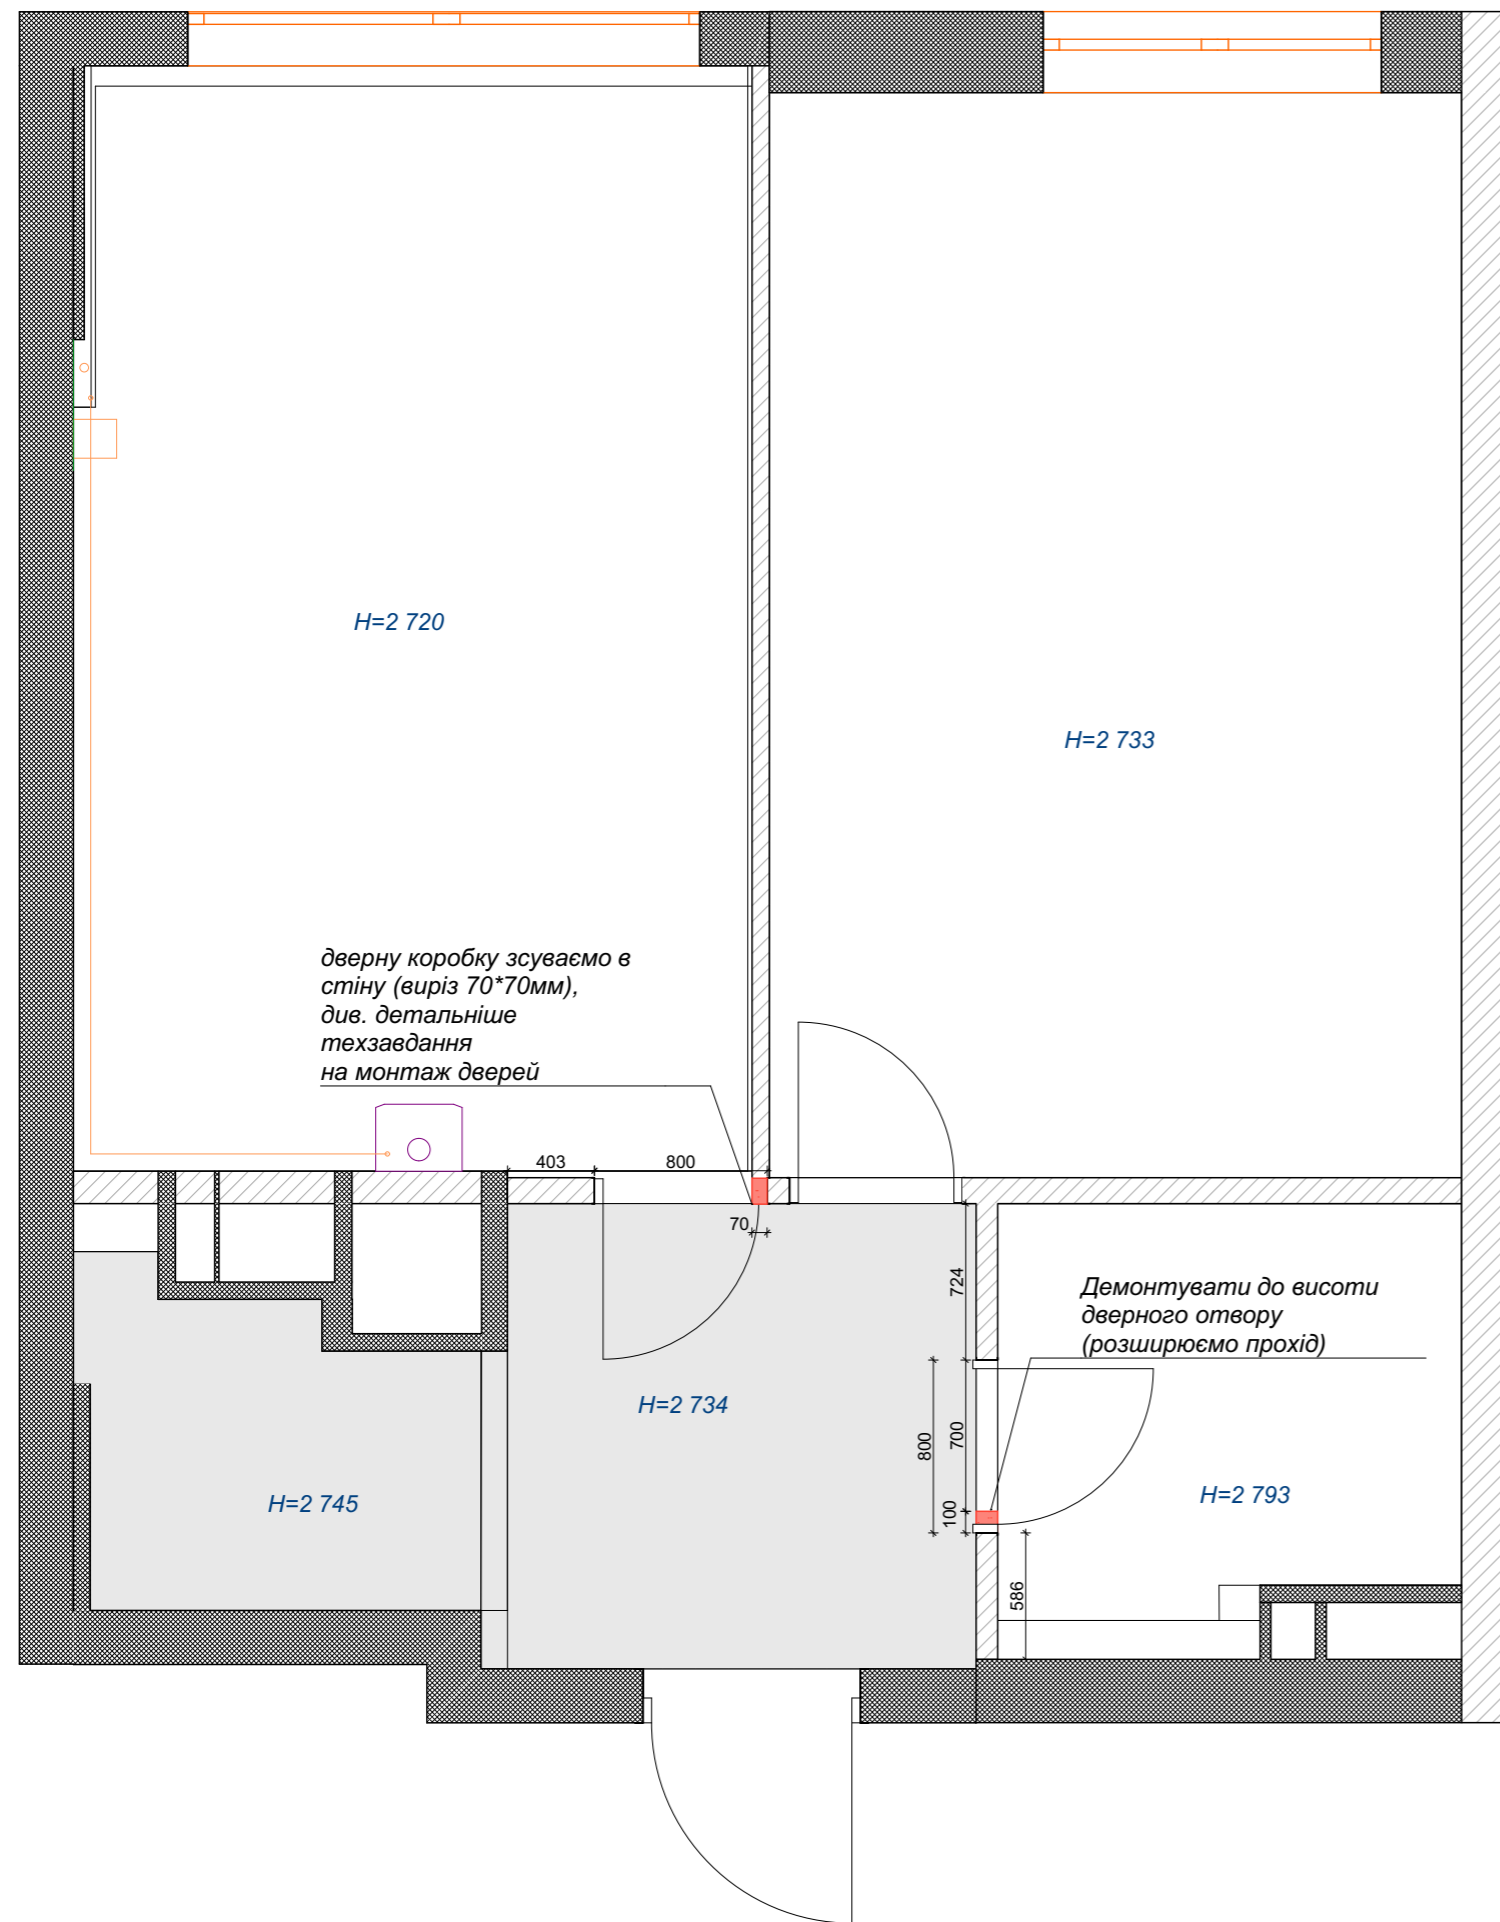 H=2 720
H=2 733
дверну коробку зсуваємо в
стіну (виріз 70*70мм),
див. детальніше
техзавдання
на монтаж дверей
403
800
70
724
Демонтувати до висоти
дверного отвору
(розширюємо прохід)
H=2 734
800
700
100
H=2 745
H=2 793
586